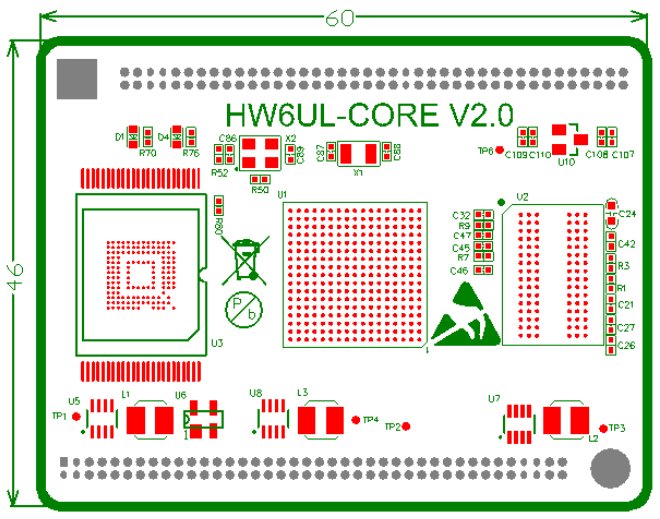 60
46
HW6UL-CORE V2.0
D1
R70
D4
R76
C86
R52
X2
C89
R50
C87
X1
C88
TP6
C109
C110
U10
C108
C107
R80
U1
U2
C32
R9
C47
C45
R7
C46
C24
C42
R3
R1
C21
C27
C26
P
b
U3
1
U5
TP1
L1
U6
1
U8
L3
TP4
TP2
U7
L2
TP3